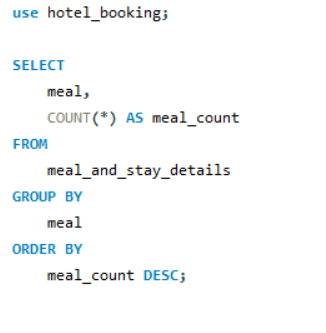 use hotel_booking;
SELECT
meal,
COUNT(*) AS meal_count
FROM
meal_and_stay_details
GROUP BY
meal
ORDER BY
meal_count DESC;